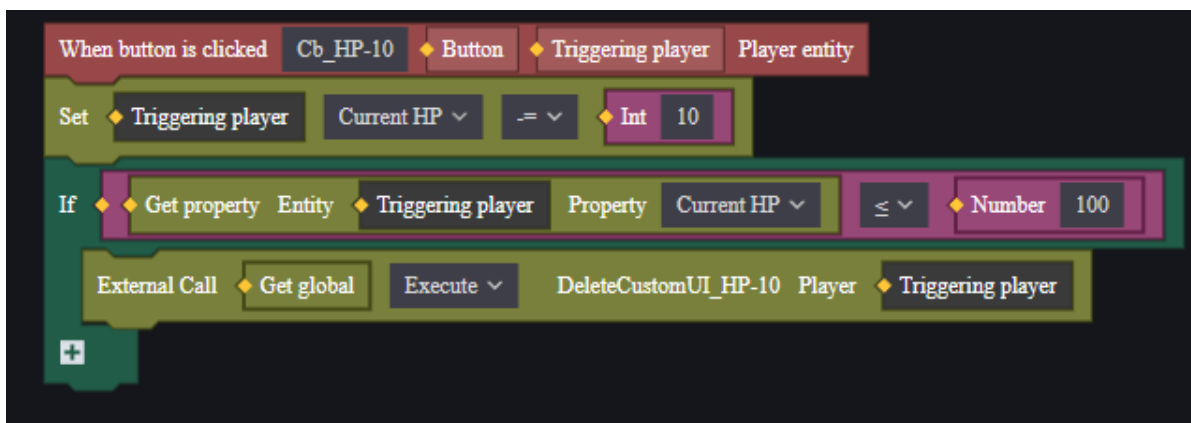 When button is clicked Cb_HP-10 Button Triggering player Player entity
Set Triggering player Current HP -= Int 10
If Get property Entity Triggering player Property Current HP ≤ Number 100
External Call Get global Execute DeleteCustomUI_HP-10 Player Triggering player